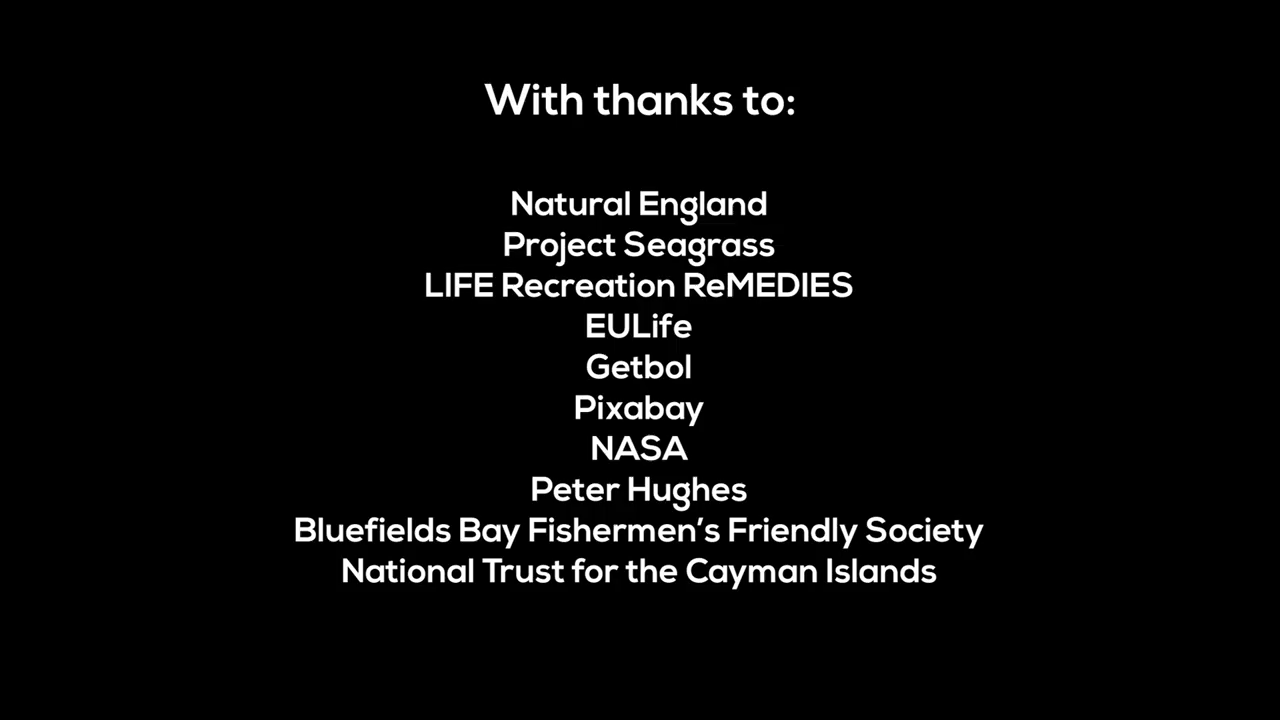 With thanks to:
Natural England
Project Seagrass
LIFE Recreation ReMEDIES
EULife
Getbol
Pixabay
NASA
Peter Hughes
Bluefields Bay Fishermen’s Friendly Society
National Trust for the Cayman Islands